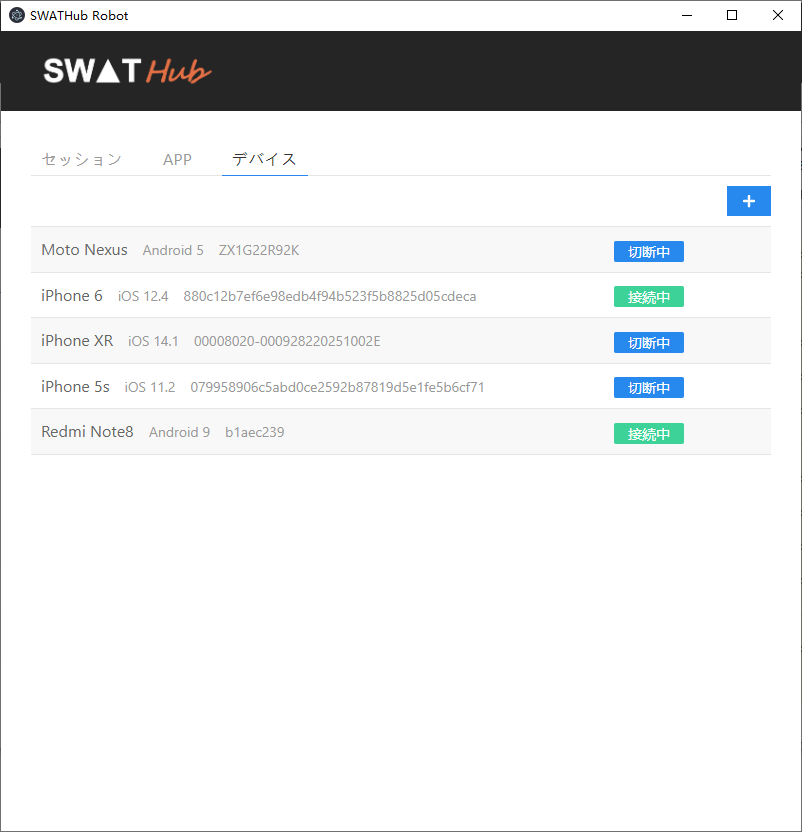 SWATHub Robot
SWAT Hub
セッション APP デバイス
+
Moto Nexus Android 5 ZX1G22R92K 切断中
iPhone 6 iOS 12.4 880c12b7ef6e98edb4f94b523f5b8825d05cdeca 接続中
iPhone XR iOS 14.1 00008020-000928220251002E 切断中
iPhone 5s iOS 11.2 079958906c5abd0ce2592b87819d5e1fe5b6cf71 切断中
Redmi Note8 Android 9 b1aec239 接続中